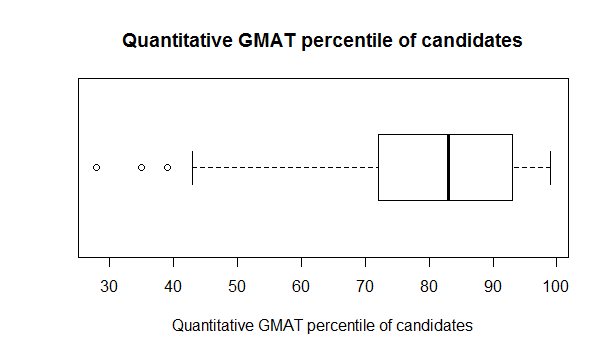 Quantitative GMAT percentile of candidates
30 40 50 60 70 80 90 100
Quantitative GMAT percentile of candidates